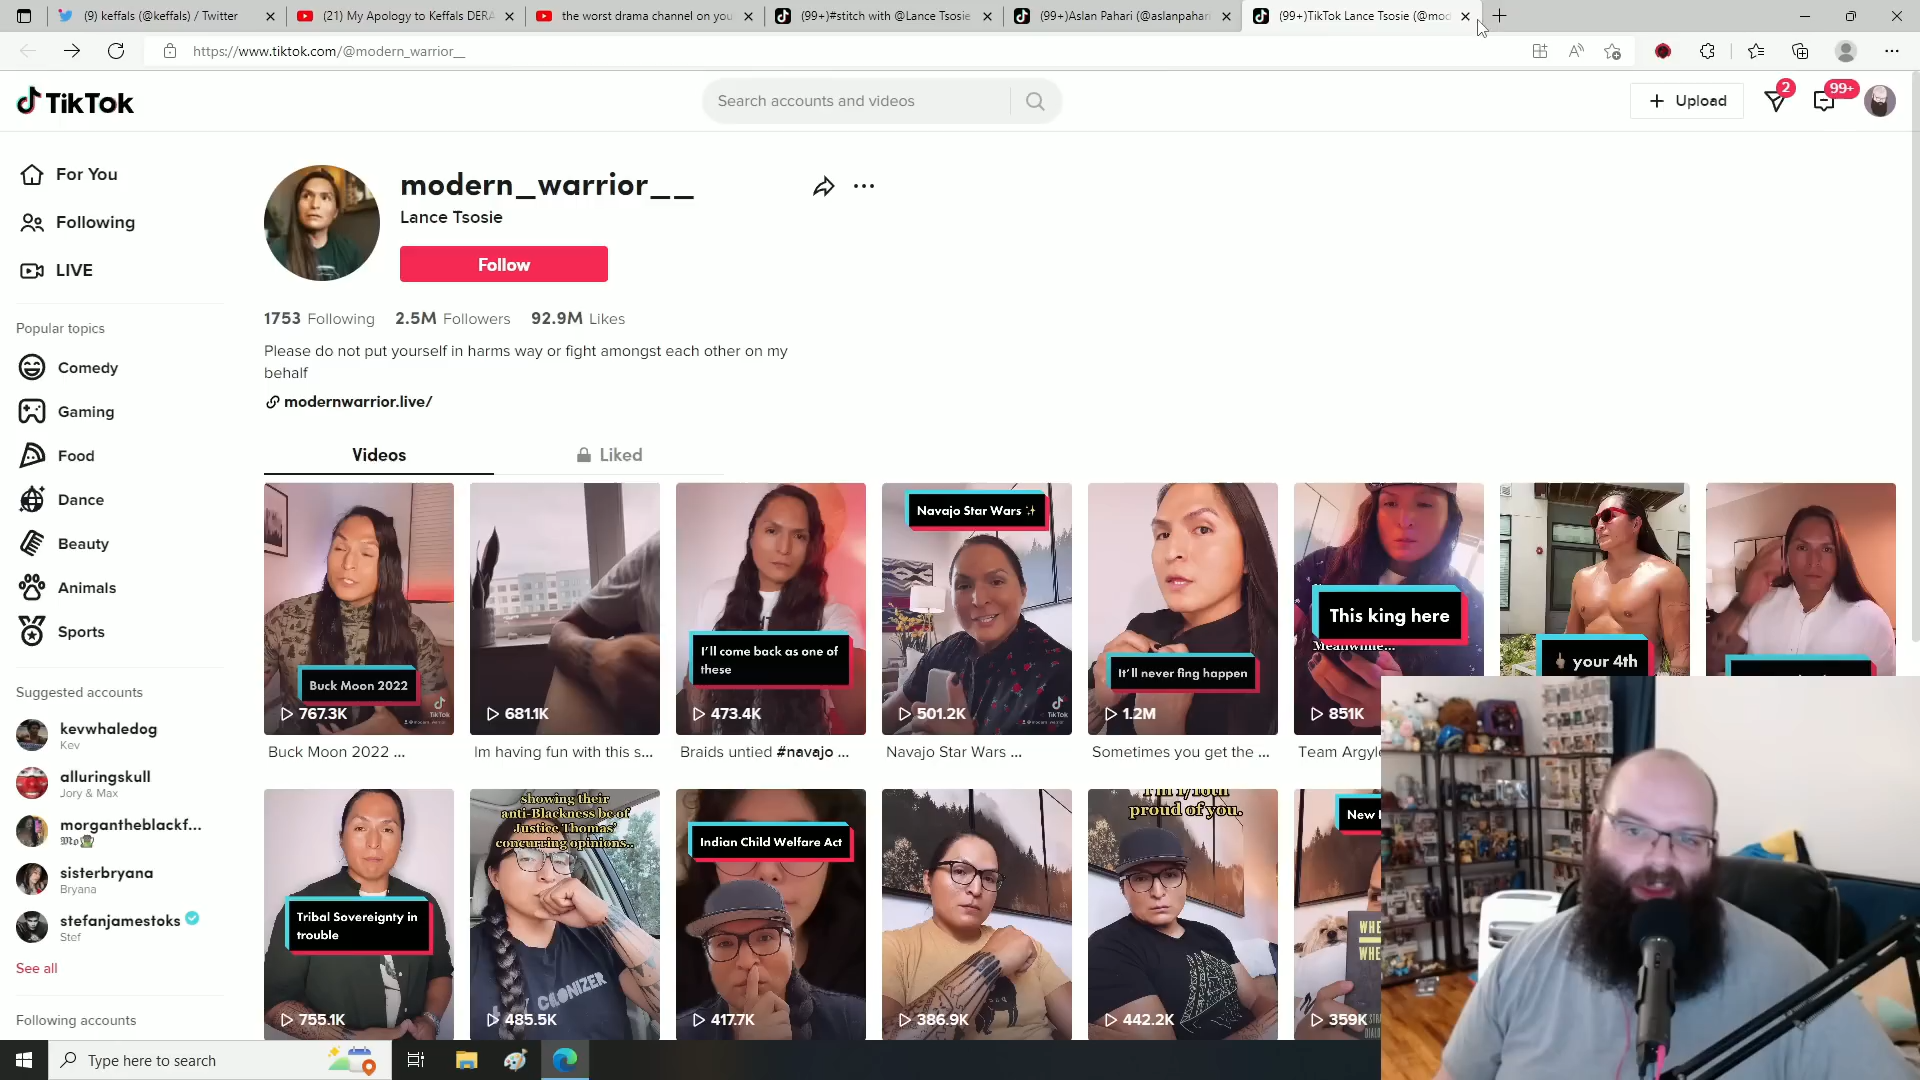 (9) keffals (@keffals) / Twitter
(21) My Apology to Keffals DERA
the worst drama channel on you
(99+)#stitch with @Lance Tsosie
(99+)Aslan Pahari (@aslanpahari
(99+)TikTok Lance Tsosie (@mod
https://www.tiktok.com/@modern_warrior__
TikTok
Search accounts and videos
Upload
2
99+
For You
Following
LIVE
Popular topics
Comedy
Gaming
Food
Dance
Beauty
Animals
Sports
Suggested accounts
kevwhaledog
Kev
alluringskull
Jory & Max
morgantheblackf...
sisterbryana
Bryana
stefanjamestoks
Stef
See all
Following accounts
modern_warrior__
Lance Tsosie
Follow
1753 Following 2.5M Followers 92.9M Likes
Please do not put yourself in harms way or fight amongst each other on my
behalf
modernwarrior.live/
Videos
Liked
Buck Moon 2022
767.3K
TikTok
Buck Moon 2022 ...
681.1K
Im having fun with this s...
I'll come back as one of
these
473.4K
Braids untied #navajo ...
Navajo Star Wars ✨
501.2K
TikTok
Navajo Star Wars ...
It'll never fing happen
1.2M
Sometimes you get the ...
This king here
Meanwhile...
851K
Team Argyle
🖕🏽 your 4th
Tribal Sovereignty in
trouble
755.1K
showing their
anti-Blackness bc of
Justice Thomas'
concurring opinions..
485.5K
Indian Child Welfare Act
417.7K
386.9K
I'm 1/16th
proud of you.
442.2K
New
WHE
WHE
359K
Type here to search